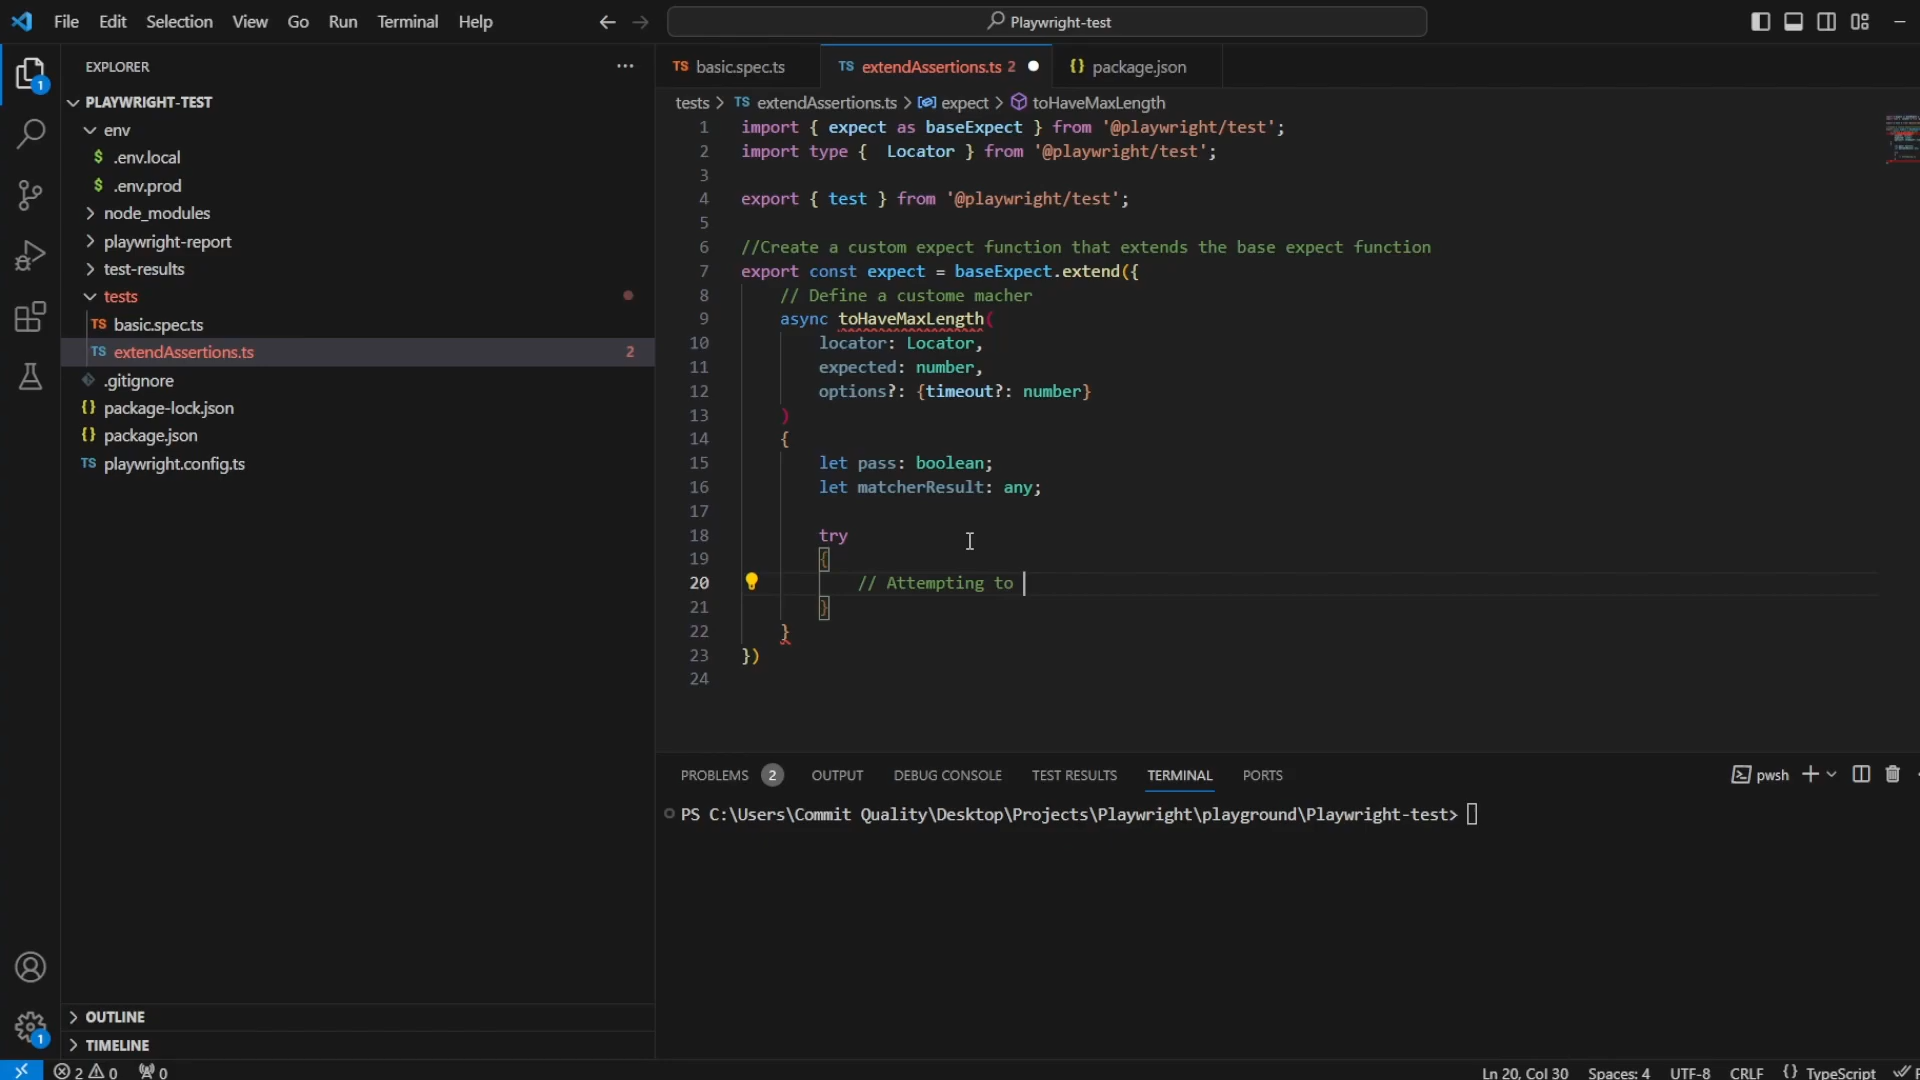 File Edit Selection View Go Run Terminal Help
Playwright-test
EXPLORER
PLAYWRIGHT-TEST
env
$ .env.local
$ .env.prod
node_modules
playwright-report
test-results
tests
TS basic.spec.ts
TS extendAssertions.ts 2
.gitignore
{} package-lock.json
{} package.json
TS playwright.config.ts
OUTLINE
TIMELINE
1
1
TS basic.spec.ts TS extendAssertions.ts 2 {} package.json
tests > TS extendAssertions.ts > expect > toHaveMaxLength
1 import { expect as baseExpect } from '@playwright/test';
2 import type {  Locator } from '@playwright/test';
3
4 export { test } from '@playwright/test';
5
6 //Create a custom expect function that extends the base expect function
7 export const expect = baseExpect.extend({
8 // Define a custome macher
9 async toHaveMaxLength(
10 locator: Locator,
11 expected: number,
12 options?: {timeout?: number}
13 )
14 {
15 let pass: boolean;
16 let matcherResult: any;
17
18 try
19 {
20 // Attempting to
21 }
22 }
23 })
24
PROBLEMS 2 OUTPUT DEBUG CONSOLE TEST RESULTS TERMINAL PORTS
pwsh
PS C:\Users\Commit Quality\Desktop\Projects\Playwright\playground\Playwright-test>
2 0 0
Ln 20, Col 30 Spaces: 4 UTF-8 CRLF {} TypeScript